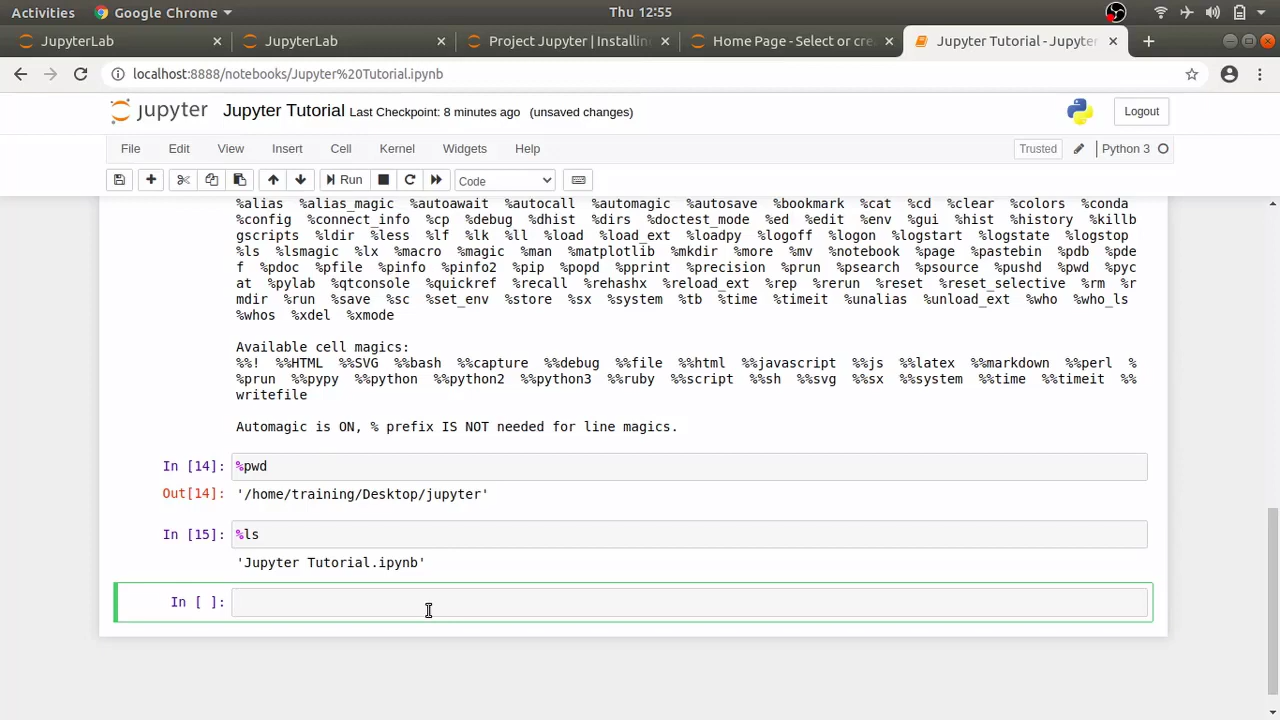 Activities Google Chrome Thu 12:55
JupyterLab JupyterLab Project Jupyter | Installin Home Page - Select or cre Jupyter Tutorial - Jupyte
localhost:8888/notebooks/Jupyter%20Tutorial.ipynb
jupyter Jupyter Tutorial Last Checkpoint: 8 minutes ago (unsaved changes) Logout
File Edit View Insert Cell Kernel Widgets Help Trusted Python 3
Run Code
%alias %alias_magic %autoawait %autocall %automagic %autosave %bookmark %cat %cd %clear %colors %conda
%config %connect_info %cp %debug %dhist %dirs %doctest_mode %ed %edit %env %gui %hist %history %killb
gscripts %ldir %less %lf %lk %ll %load %load_ext %loadpy %logoff %logon %logstart %logstate %logstop
%ls %lsmagic %lx %macro %magic %man %matplotlib %mkdir %more %mv %notebook %page %pastebin %pdb %pde
f %pdoc %pfile %pinfo %pinfo2 %pip %popd %pprint %precision %prun %psearch %psource %pushd %pwd %pyc
at %pylab %qtconsole %quickref %recall %rehashx %reload_ext %rep %rerun %reset %reset_selective %rm %r
mdir %run %save %sc %set_env %store %sx %system %tb %time %timeit %unalias %unload_ext %who %who_ls
%whos %xdel %xmode
Available cell magics:
%%! %%HTML %%SVG %%bash %%capture %%debug %%file %%html %%javascript %%js %%latex %%markdown %%perl %
%prun %%pypy %%python %%python2 %%python3 %%ruby %%script %%sh %%svg %%sx %%system %%time %%timeit %%
writefile
Automagic is ON, % prefix IS NOT needed for line magics.
In [14]: %pwd
Out[14]: '/home/training/Desktop/jupyter'
In [15]: %ls
'Jupyter Tutorial.ipynb'
In [ ]: